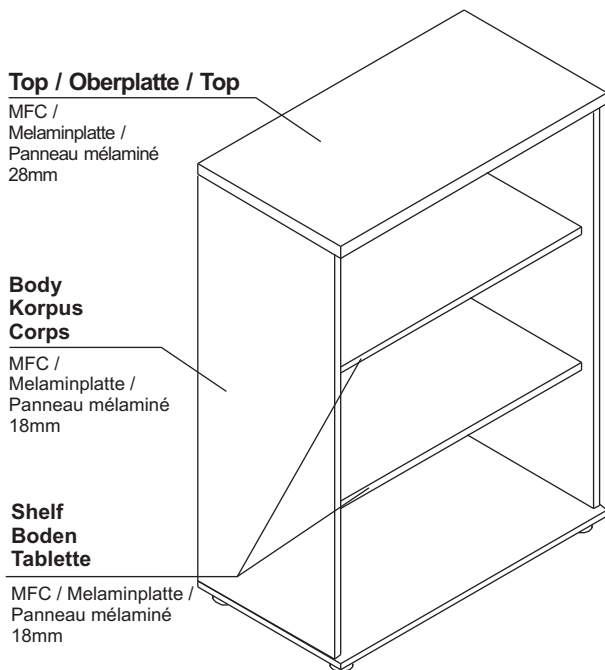 Top / Oberplatte / Top
MFC /
Melaminplatte /
Panneau mélaminé
28mm
Body
Korpus
Corps
MFC /
Melaminplatte /
Panneau mélaminé
18mm
Shelf
Boden
Tablette
MFC / Melaminplatte /
Panneau mélaminé
18mm